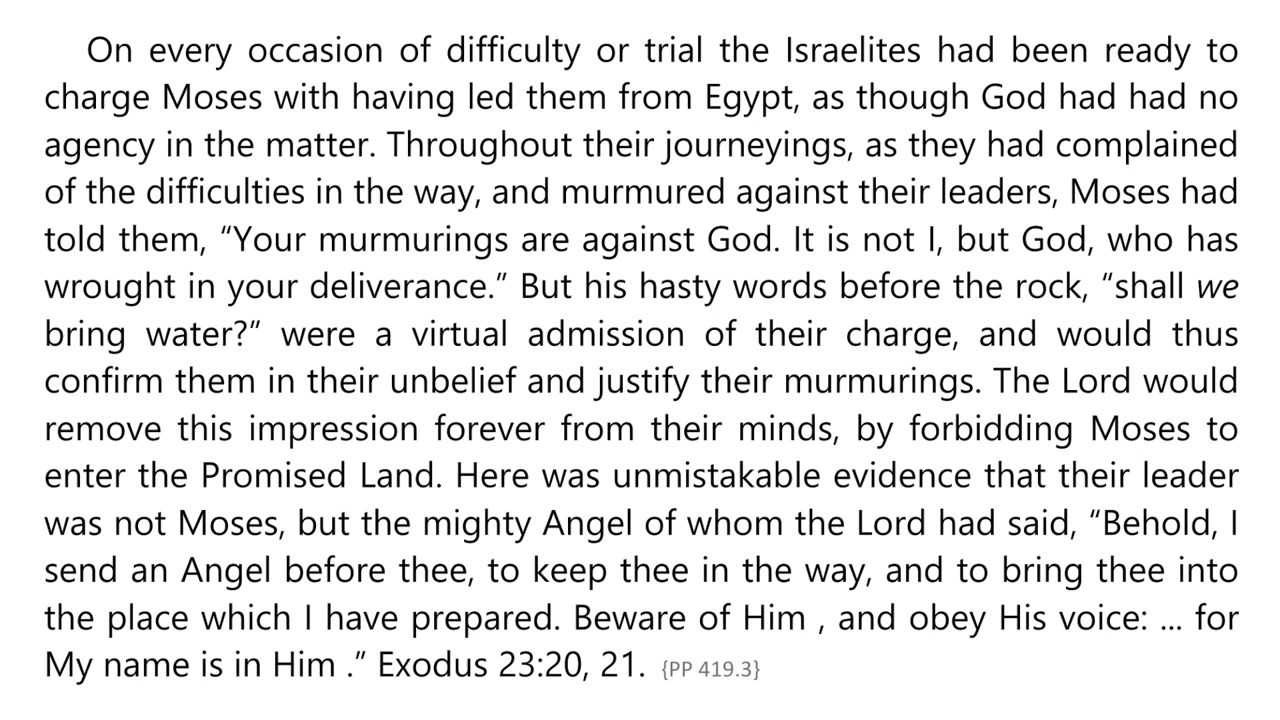 On every occasion of difficulty or trial the Israelites had been ready to
charge Moses with having led them from Egypt, as though God had had no
agency in the matter. Throughout their journeyings, as they had complained
of the difficulties in the way, and murmured against their leaders, Moses had
told them, “Your murmurings are against God. It is not I, but God, who has
wrought in your deliverance.” But his hasty words before the rock, “shall we
bring water?” were a virtual admission of their charge, and would thus
confirm them in their unbelief and justify their murmurings. The Lord would
remove this impression forever from their minds, by forbidding Moses to
enter the Promised Land. Here was unmistakable evidence that their leader
was not Moses, but the mighty Angel of whom the Lord had said, “Behold, I
send an Angel before thee, to keep thee in the way, and to bring thee into
the place which I have prepared. Beware of Him , and obey His voice: ... for
My name is in Him .” Exodus 23:20, 21. {PP 419.3}